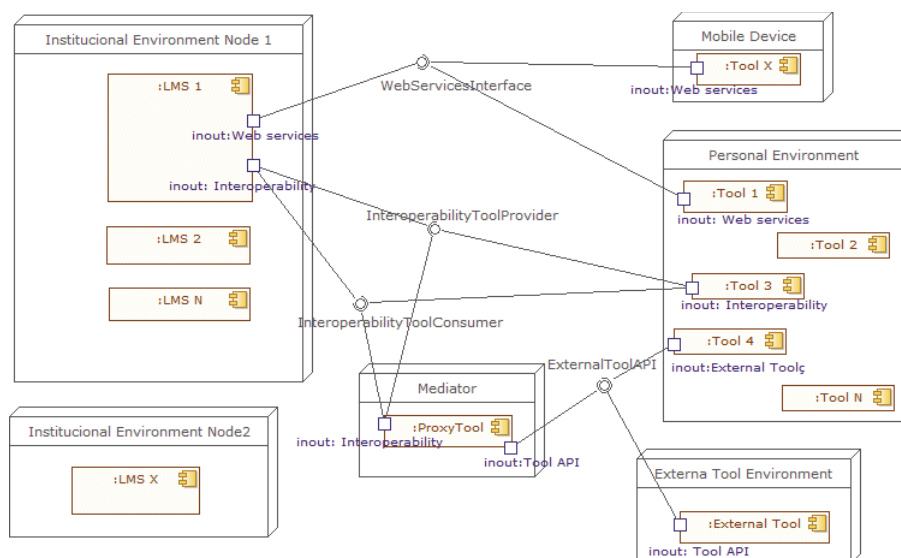 Institucional Environment Node 1
:LMS 1
inout:Web services
inout: Interoperability
:LMS 2
:LMS N
Institucional Environment Node2
:LMS X
WebServicesInterface
InteroperabilityToolProvider
InteroperabilityToolConsumer
Mediator
:ProxyTool
inout: Interoperability
inout:Tool API
ExternalToolAPI
Mobile Device
:Tool X
inout:Web services
Personal Environment
:Tool 1
inout: Web services
:Tool 2
:Tool 3
inout: Interoperability
:Tool 4
inout:External Toolç
:Tool N
Externa Tool Environment
:External Tool
inout: Tool API